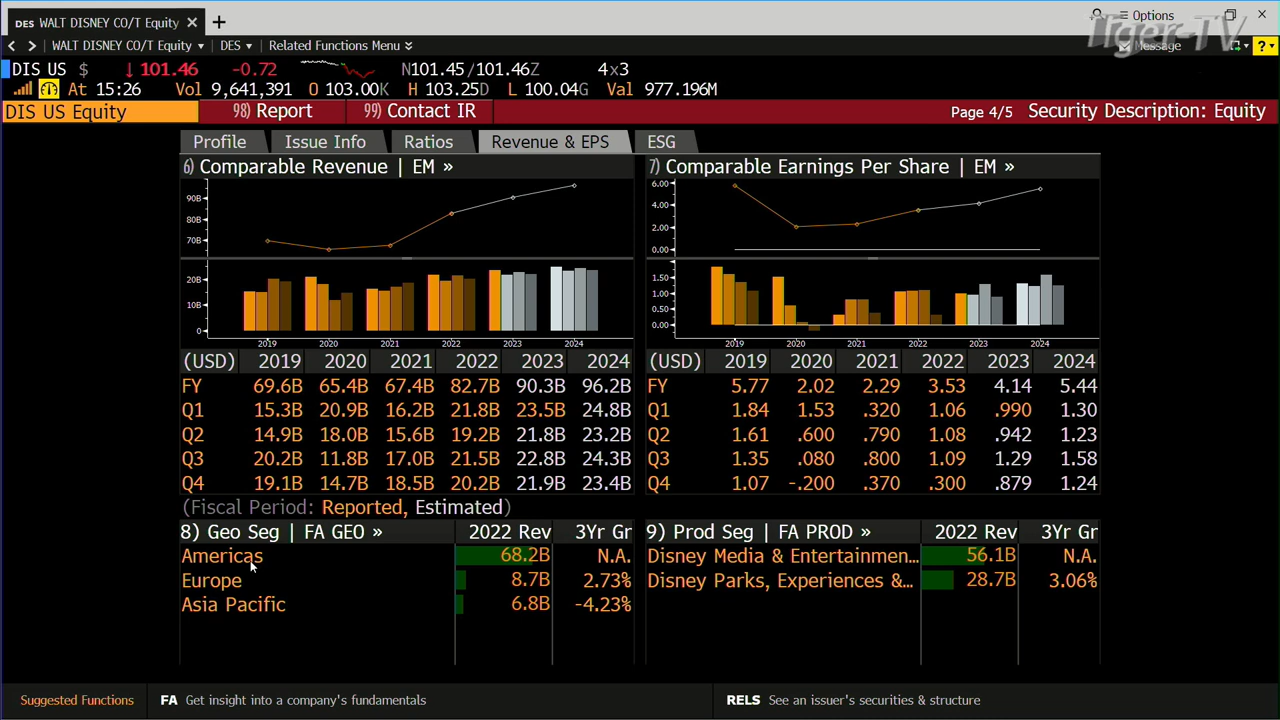 DES WALT DISNEY CO/T Equity × +
Options
Tiger-TV
< > WALT DISNEY CO/T Equity DES Related Functions Menu
Message ?
DIS US $ ↓ 101.46 -0.72 N101.45/101.46Z 4×3
At 15:26 Vol 9,641,391 O 103.00K H 103.25D L 100.04G Val 977.196M
DIS US Equity 98) Report 99) Contact IR Page 4/5 Security Description: Equity
Profile Issue Info Ratios Revenue & EPS ESG
6) Comparable Revenue | EM »
90B
80B
70B
20B
10B
0
2019 2020 2021 2022 2023 2024
(USD) 2019 2020 2021 2022 2023 2024
FY 69.6B 65.4B 67.4B 82.7B 90.3B 96.2B
Q1 15.3B 20.9B 16.2B 21.8B 23.5B 24.8B
Q2 14.9B 18.0B 15.6B 19.2B 21.8B 23.2B
Q3 20.2B 11.8B 17.0B 21.5B 22.8B 24.3B
Q4 19.1B 14.7B 18.5B 20.2B 21.9B 23.4B
7) Comparable Earnings Per Share | EM »
6.00
4.00
2.00
0.00
1.50
1.00
0.50
0.00
2019 2020 2021 2022 2023 2024
(USD) 2019 2020 2021 2022 2023 2024
FY 5.77 2.02 2.29 3.53 4.14 5.44
Q1 1.84 1.53 .320 1.06 .990 1.30
Q2 1.61 .600 .790 1.08 .942 1.23
Q3 1.35 .080 .800 1.09 1.29 1.58
Q4 1.07 -.200 .370 .300 .879 1.24
(Fiscal Period: Reported, Estimated)
8) Geo Seg | FA GEO » 2022 Rev 3Yr Gr
Americas 68.2B N.A.
Europe 8.7B 2.73%
Asia Pacific 6.8B -4.23%
9) Prod Seg | FA PROD » 2022 Rev 3Yr Gr
Disney Media & Entertainmen... 56.1B N.A.
Disney Parks, Experiences &... 28.7B 3.06%
Suggested Functions FA Get insight into a company's fundamentals RELS See an issuer's securities & structure